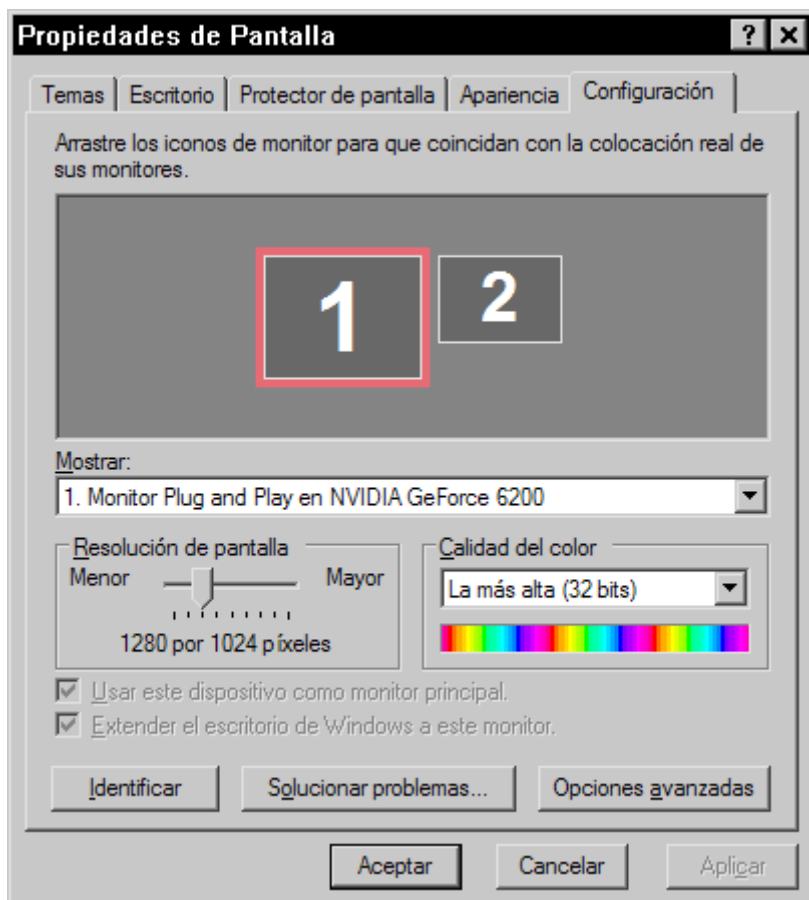 Propiedades de Pantalla
Temas Escritorio Protector de pantalla Apariencia Configuración
Arrastre los iconos de monitor para que coincidan con la colocación real de
sus monitores.
1 2
Mostrar:
1. Monitor Plug and Play en NVIDIA GeForce 6200
Resolución de pantalla Calidad del color
Menor Mayor La más alta (32 bits)
1280 por 1024 píxeles
Usar este dispositivo como monitor principal.
Extender el escritorio de Windows a este monitor.
Identificar Solucionar problemas... Opciones avanzadas
Aceptar Cancelar Aplicar